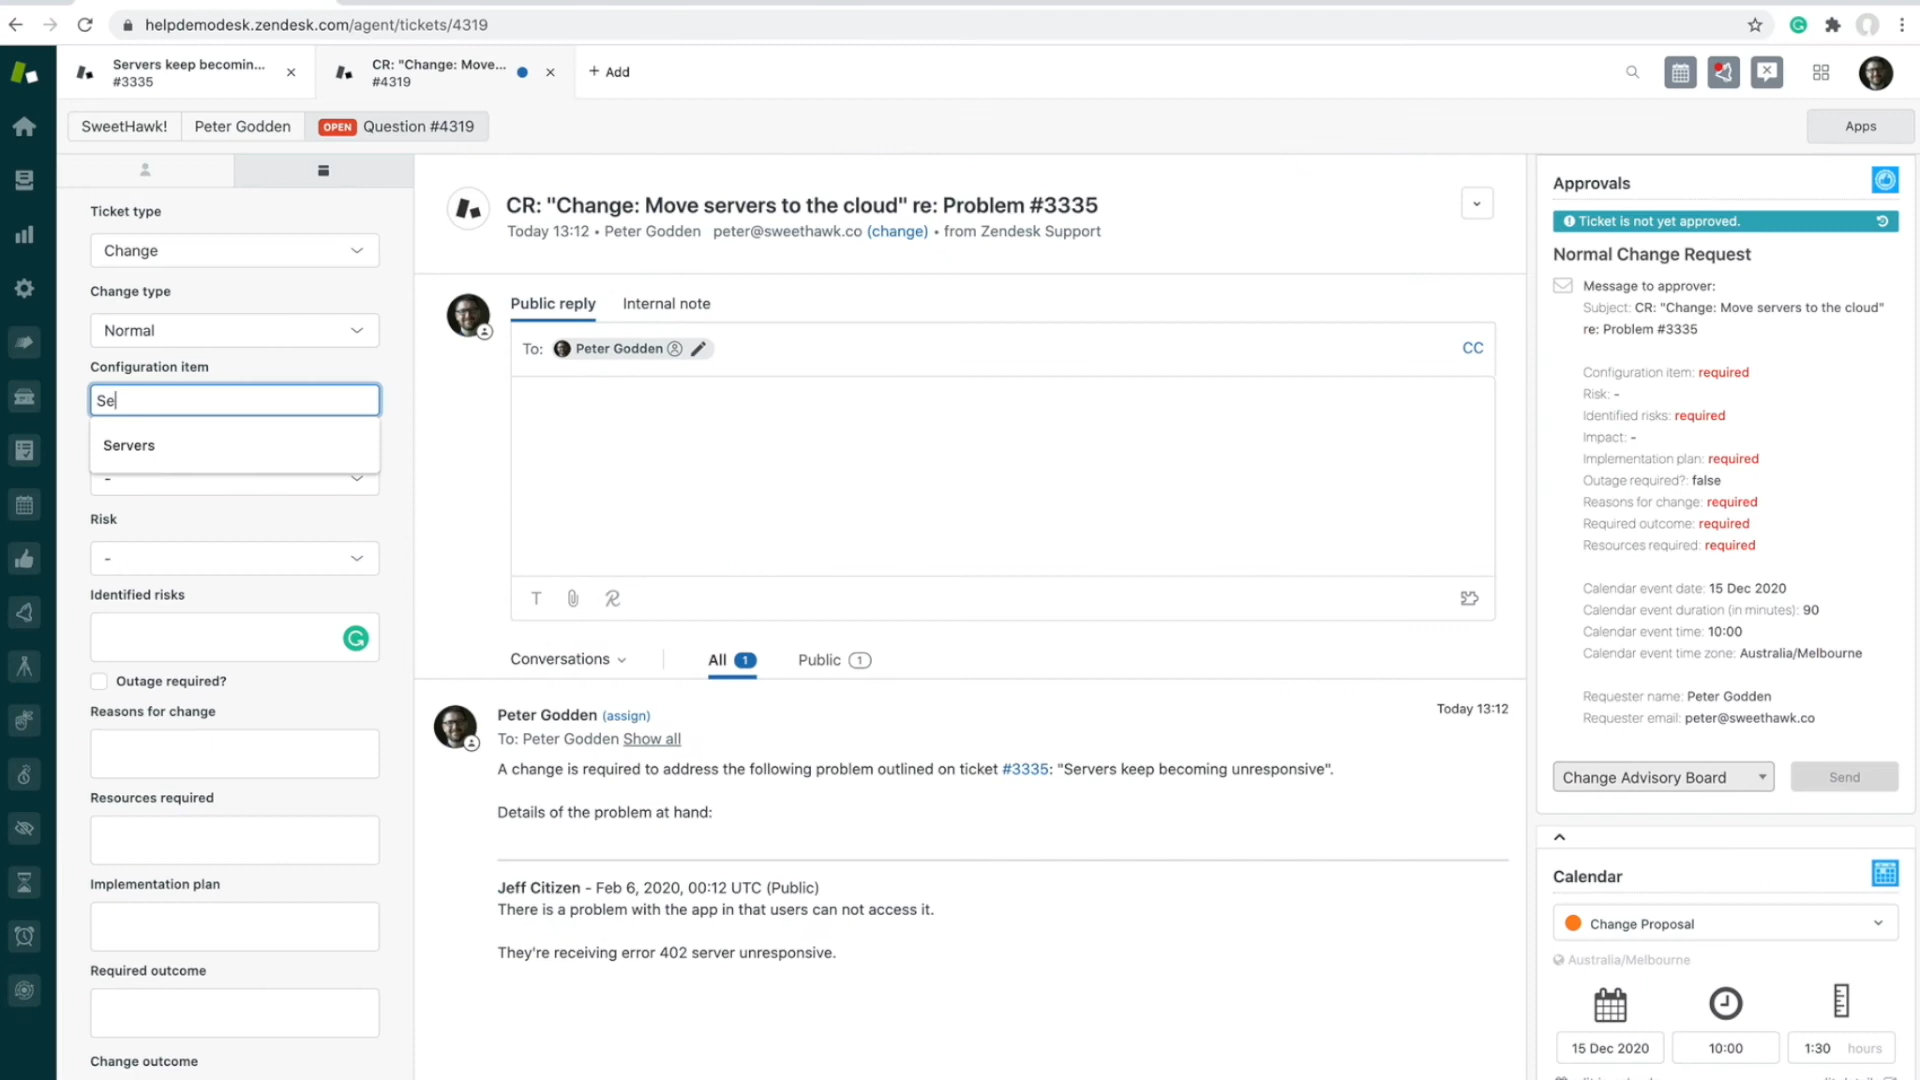 helpdemodesk.zendesk.com/agent/tickets/4319
Servers keep becomin...
#3335
CR: "Change: Move...
#4319
+ Add
SweetHawk!
Peter Godden
OPEN Question #4319
Apps
Ticket type
Change
Change type
Normal
Configuration item
Se
Servers
-
Risk
-
Identified risks
Outage required?
Reasons for change
Resources required
Implementation plan
Required outcome
Change outcome
CR: "Change: Move servers to the cloud" re: Problem #3335
Today 13:12 • Peter Godden peter@sweethawk.co (change) • from Zendesk Support
Public reply
Internal note
To: Peter Godden
CC
Conversations
All 1
Public 1
Peter Godden (assign)
Today 13:12
To: Peter Godden Show all
A change is required to address the following problem outlined on ticket #3335: "Servers keep becoming unresponsive".
Details of the problem at hand:
Jeff Citizen - Feb 6, 2020, 00:12 UTC (Public)
There is a problem with the app in that users can not access it.
They're receiving error 402 server unresponsive.
Approvals
Ticket is not yet approved.
Normal Change Request
Message to approver:
Subject: CR: "Change: Move servers to the cloud"
re: Problem #3335
Configuration item: required
Risk: -
Identified risks: required
Impact: -
Implementation plan: required
Outage required?: false
Reasons for change: required
Required outcome: required
Resources required: required
Calendar event date: 15 Dec 2020
Calendar event duration (in minutes): 90
Calendar event time: 10:00
Calendar event time zone: Australia/Melbourne
Requester name: Peter Godden
Requester email: peter@sweethawk.co
Change Advisory Board
Send
Calendar
Change Proposal
Australia/Melbourne
15 Dec 2020
10:00
1:30 hours